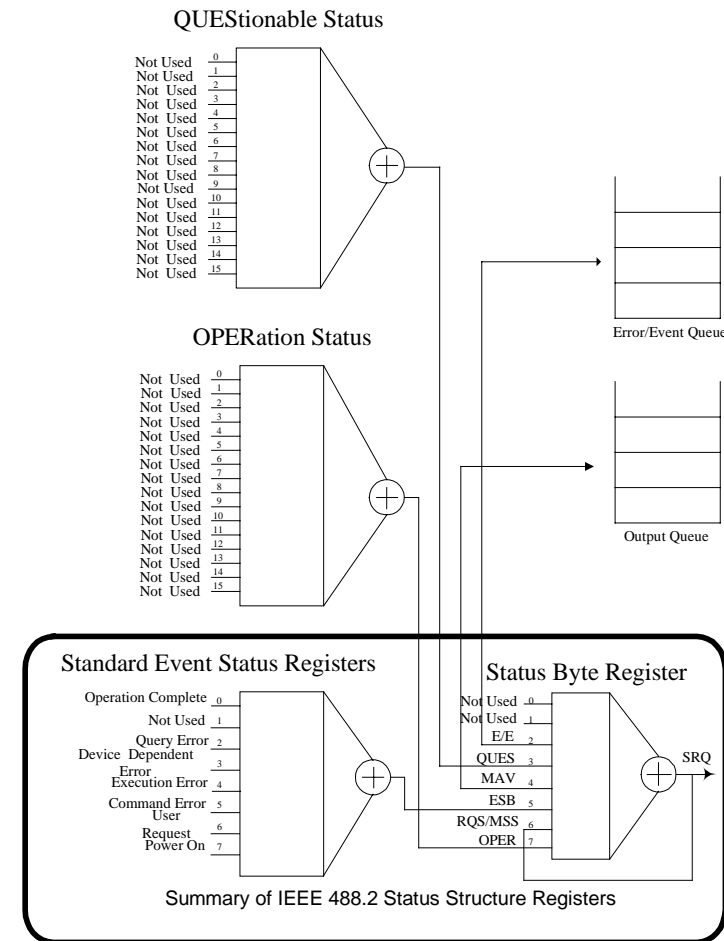 QUEStionable Status
Not Used 0
Not Used 1
Not Used 2
Not Used 3
Not Used 4
Not Used 5
Not Used 6
Not Used 7
Not Used 8
Not Used 9
Not Used 10
Not Used 11
Not Used 12
Not Used 13
Not Used 14
Not Used 15
Error/Event Queue
OPERation Status
Not Used 0
Not Used 1
Not Used 2
Not Used 3
Not Used 4
Not Used 5
Not Used 6
Not Used 7
Not Used 8
Not Used 9
Not Used 10
Not Used 11
Not Used 12
Not Used 13
Not Used 14
Not Used 15
Output Queue
Standard Event Status Registers
Operation Complete 0
Not Used 1
Query Error 2
Device Dependent
Error 3
Execution Error 4
Command Error 5
User
Request 6
Power On 7
Status Byte Register
Not Used 0
Not Used 1
E/E 2
QUES 3
MAV 4
ESB 5
RQS/MSS 6
OPER 7
SRQ
Summary of IEEE 488.2 Status Structure Registers